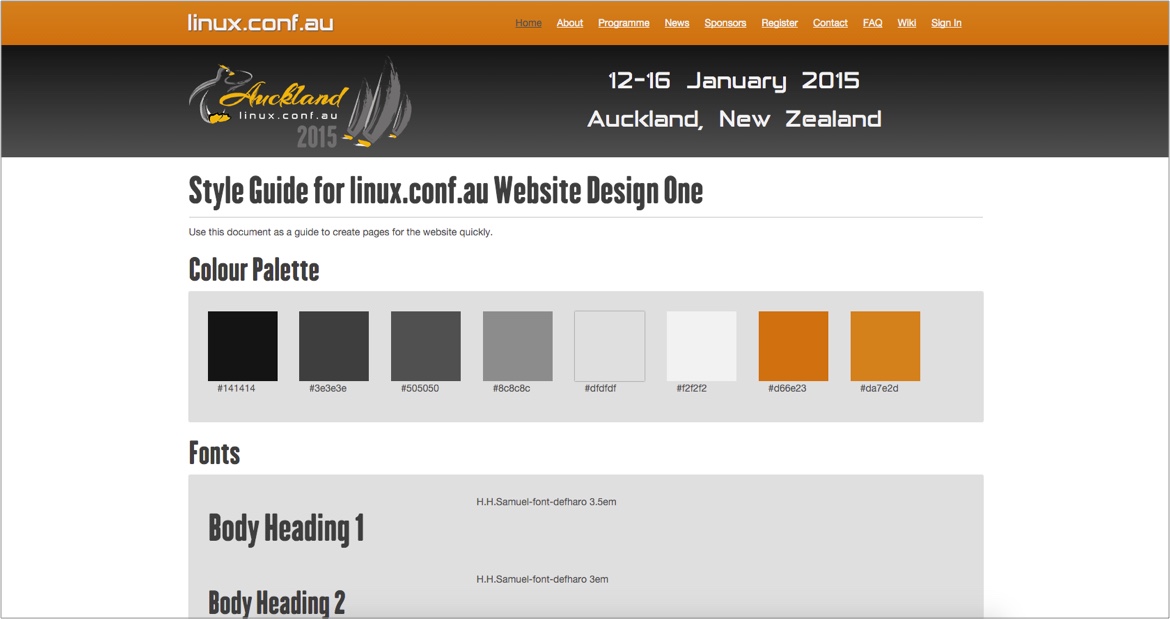 linux.conf.au
Home About Programme News Sponsors Register Contact FAQ Wiki Sign In
Auckland
linux.conf.au
2015
12-16 January 2015
Auckland, New Zealand
Style Guide for linux.conf.au Website Design One
Use this document as a guide to create pages for the website quickly.
Colour Palette
#141414 #3e3e3e #505050 #8c8c8c #dfdfdf #f2f2f2 #d66e23 #da7e2d
Fonts
H.H.Samuel-font-defharo 3.5em
Body Heading 1
H.H.Samuel-font-defharo 3em
Body Heading 2